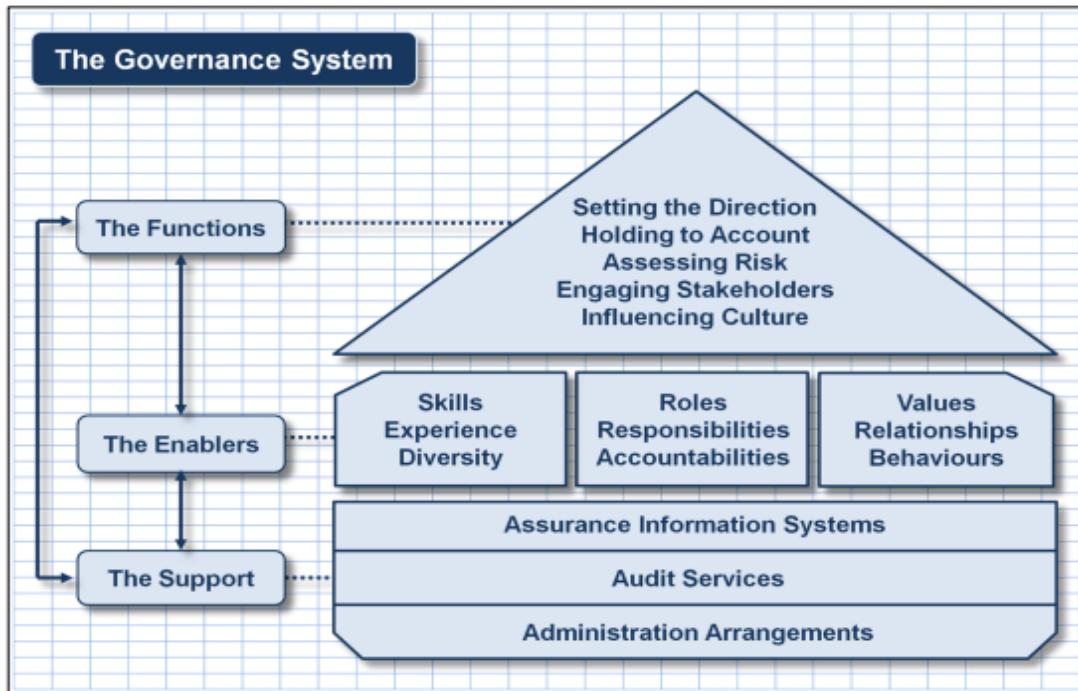 The Governance System
The Functions
Setting the Direction
Holding to Account
Assessing Risk
Engaging Stakeholders
Influencing Culture
The Enablers
Skills
Experience
Diversity
Roles
Responsibilities
Accountabilities
Values
Relationships
Behaviours
The Support
Assurance Information Systems
Audit Services
Administration Arrangements